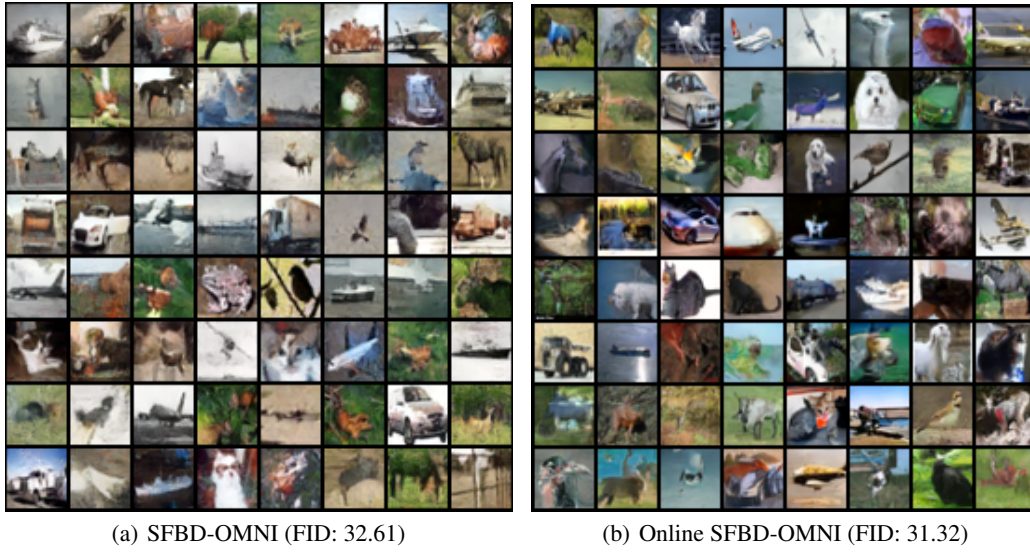 (a) SFBD-OMNI (FID: 32.61)
(b) Online SFBD-OMNI (FID: 31.32)